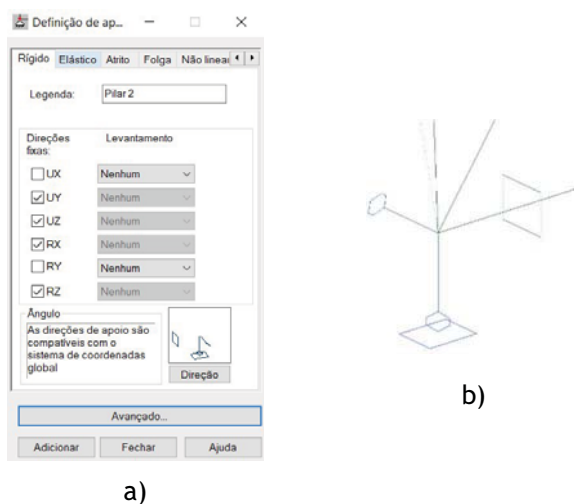 Definição de ap...
Rígido Elástico Atrito Folga Não linear
Legenda: Pilar 2
Direções fixas: Levantamento
UX Nenhum
UY Nenhum
UZ Nenhum
RX Nenhum
RY Nenhum
RZ Nenhum
Ângulo
As direções de apoio são
compatíveis com o
sistema de coordenadas
global
Direção
Avançado...
Adicionar Fechar Ajuda
a)
b)